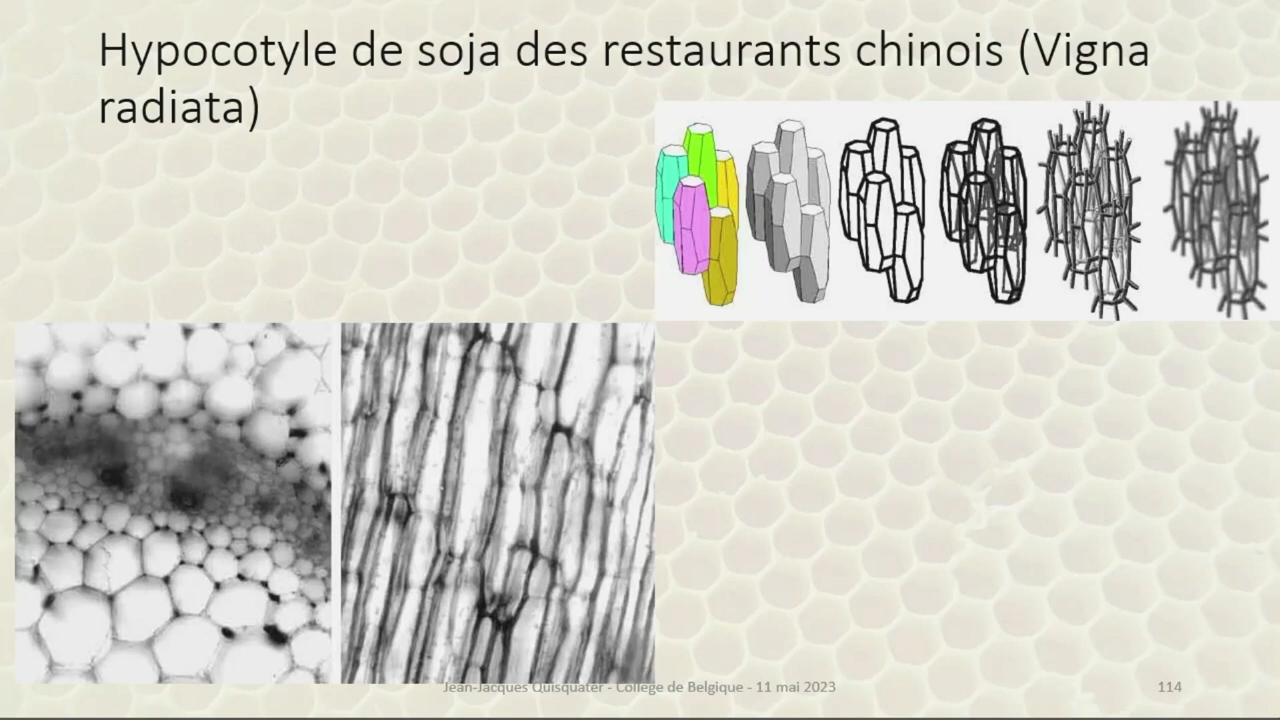 Hypocotyle de soja des restaurants chinois (Vigna
radiata)
Jean-Jacques Quisquater - Collège de Belgique - 11 mai 2023
114